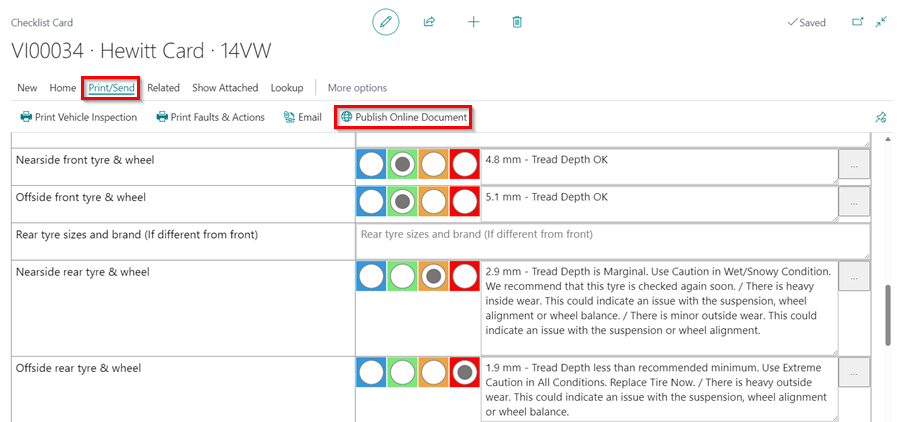 Checklist Card
Saved
VI00034 · Hewitt Card · 14VW
New Home Print/Send Related Show Attached Lookup More options
Print Vehicle Inspection Print Faults & Actions Email Publish Online Document
Nearside front tyre & wheel
4.8 mm - Tread Depth OK
...
Offside front tyre & wheel
5.1 mm - Tread Depth OK
...
Rear tyre sizes and brand (If different from front)
Rear tyre sizes and brand (If different from front)
Nearside rear tyre & wheel
2.9 mm - Tread Depth is Marginal. Use Caution in Wet/Snowy Condition.
We recommend that this tyre is checked again soon. / There is heavy
inside wear. This could indicate an issue with the suspension, wheel
alignment or wheel balance. / There is minor outside wear. This could
indicate an issue with the suspension or wheel alignment.
...
Offside rear tyre & wheel
1.9 mm - Tread Depth less than recommended minimum. Use Extreme
Caution in All Conditions. Replace Tire Now. / There is heavy outside
wear. This could indicate an issue with the suspension, wheel alignment
or wheel balance.
...